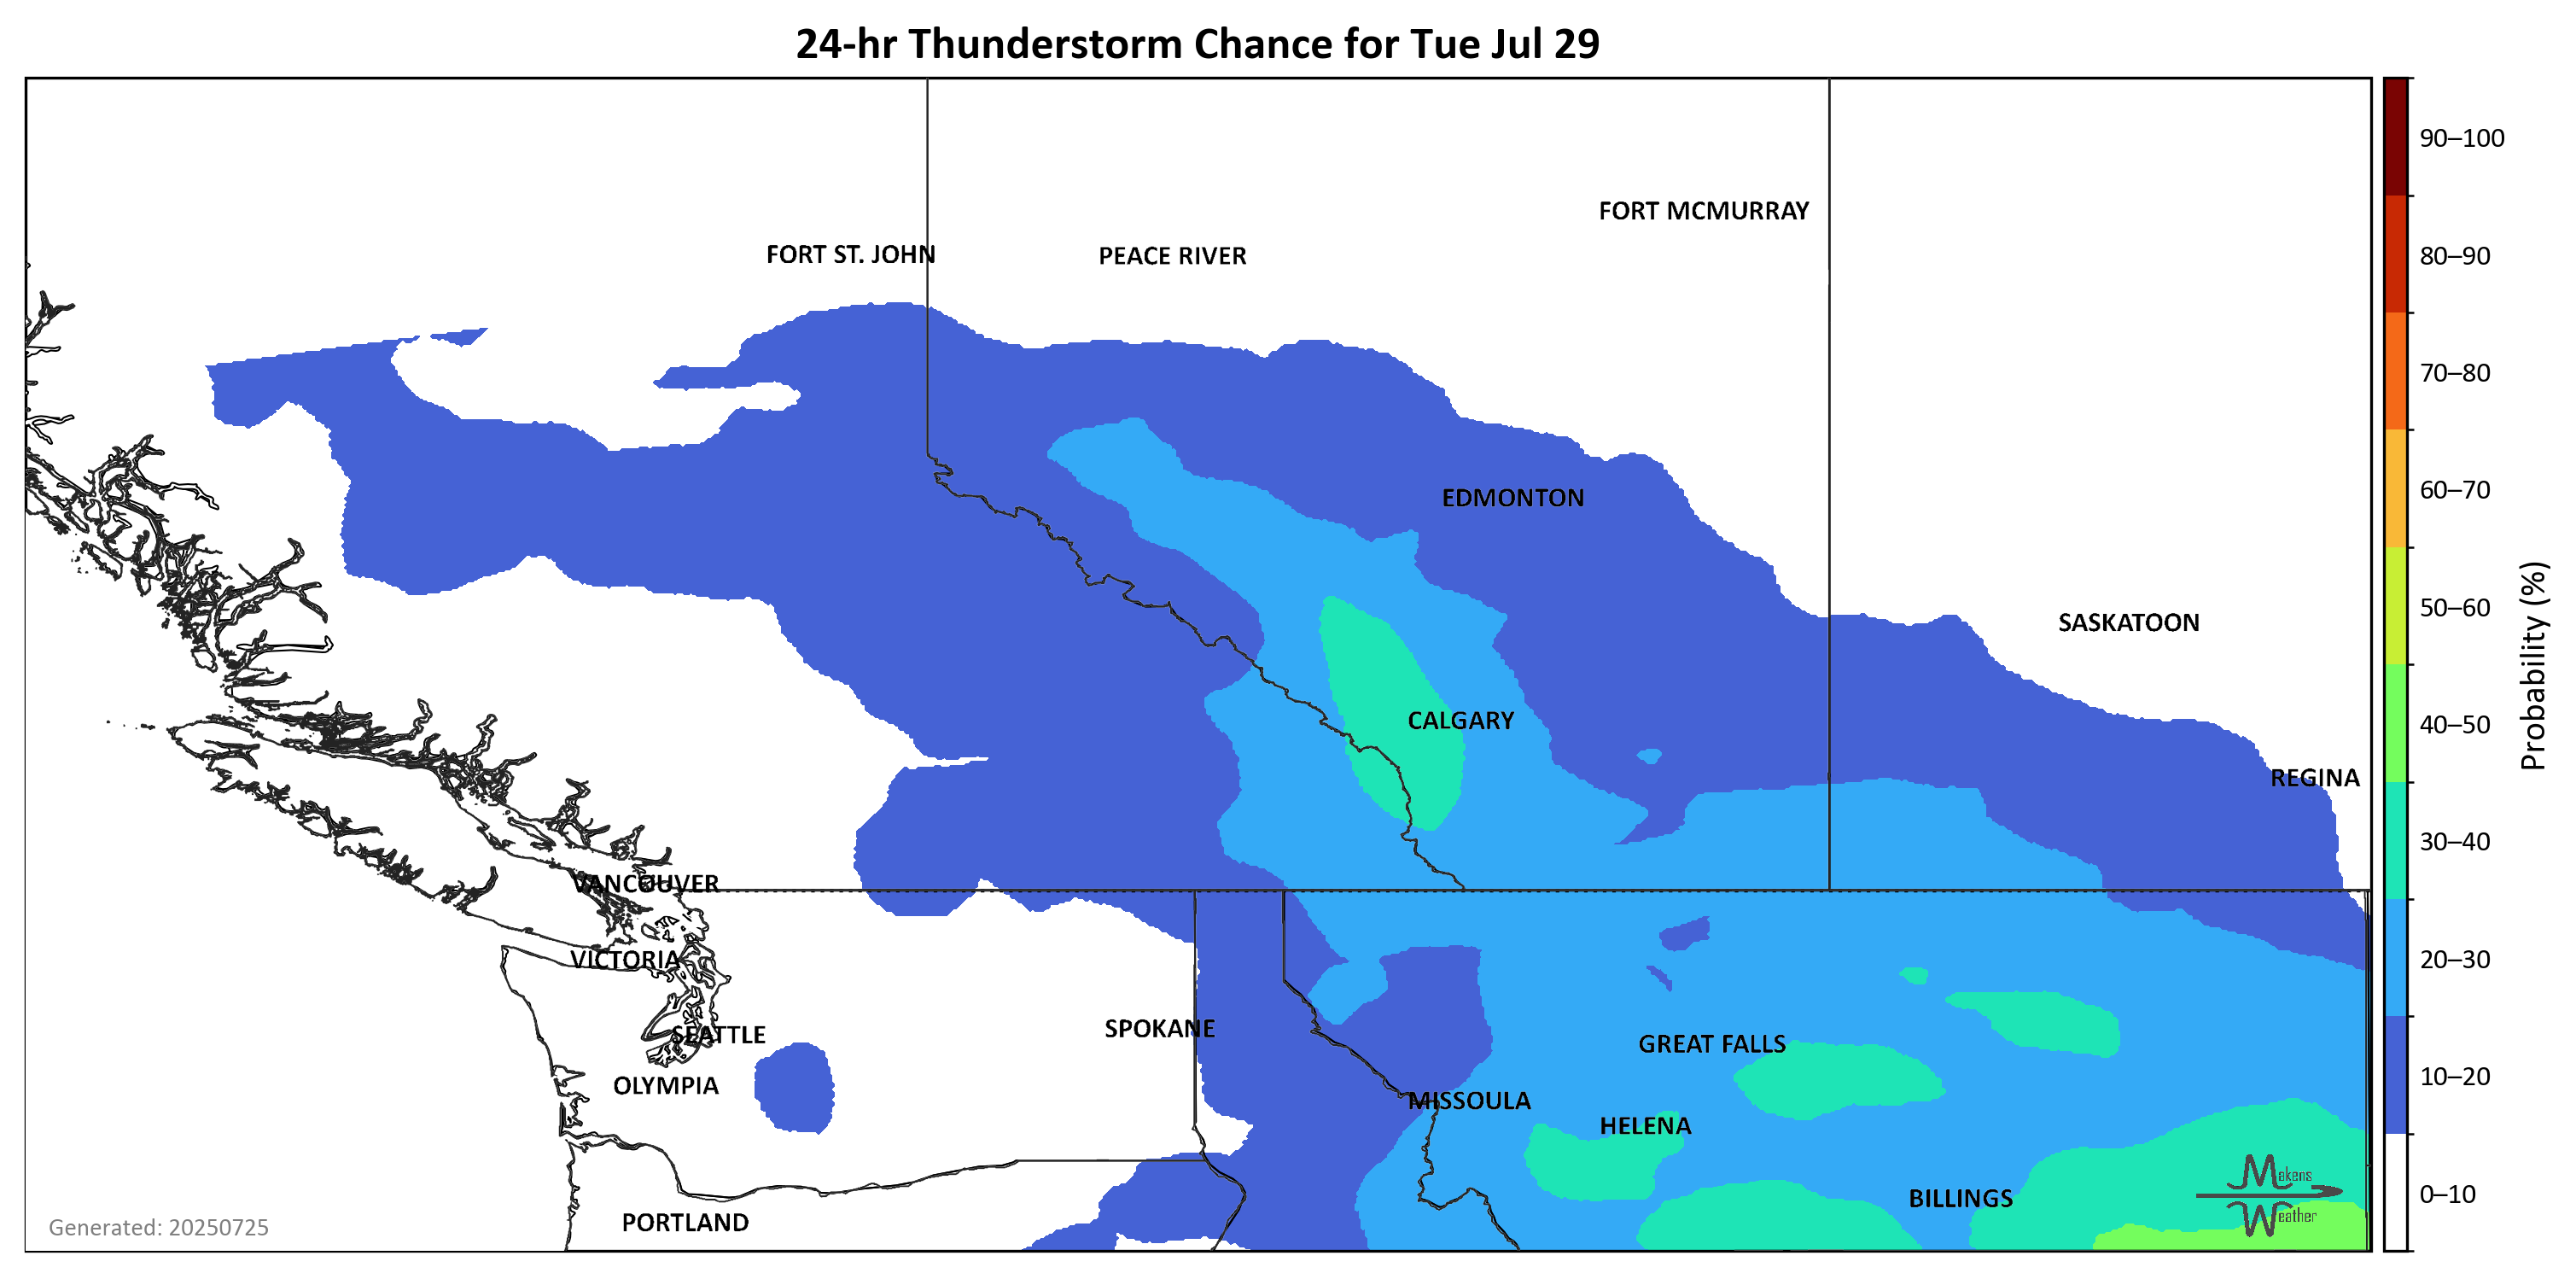 24-hr Thunderstorm Chance for Tue Jul 29
FORT MCMURRAY
FORT ST. JOHN
PEACE RIVER
EDMONTON
SASKATOON
CALGARY
REGINA
VANCOUVER
VICTORIA
SEATTLE
SPOKANE
GREAT FALLS
OLYMPIA
MISSOULA
HELENA
BILLINGS
PORTLAND
Makens
Weather
Generated: 20250725
90–100
80–90
70–80
60–70
50–60
40–50
30–40
20–30
10–20
0–10
Probability (%)